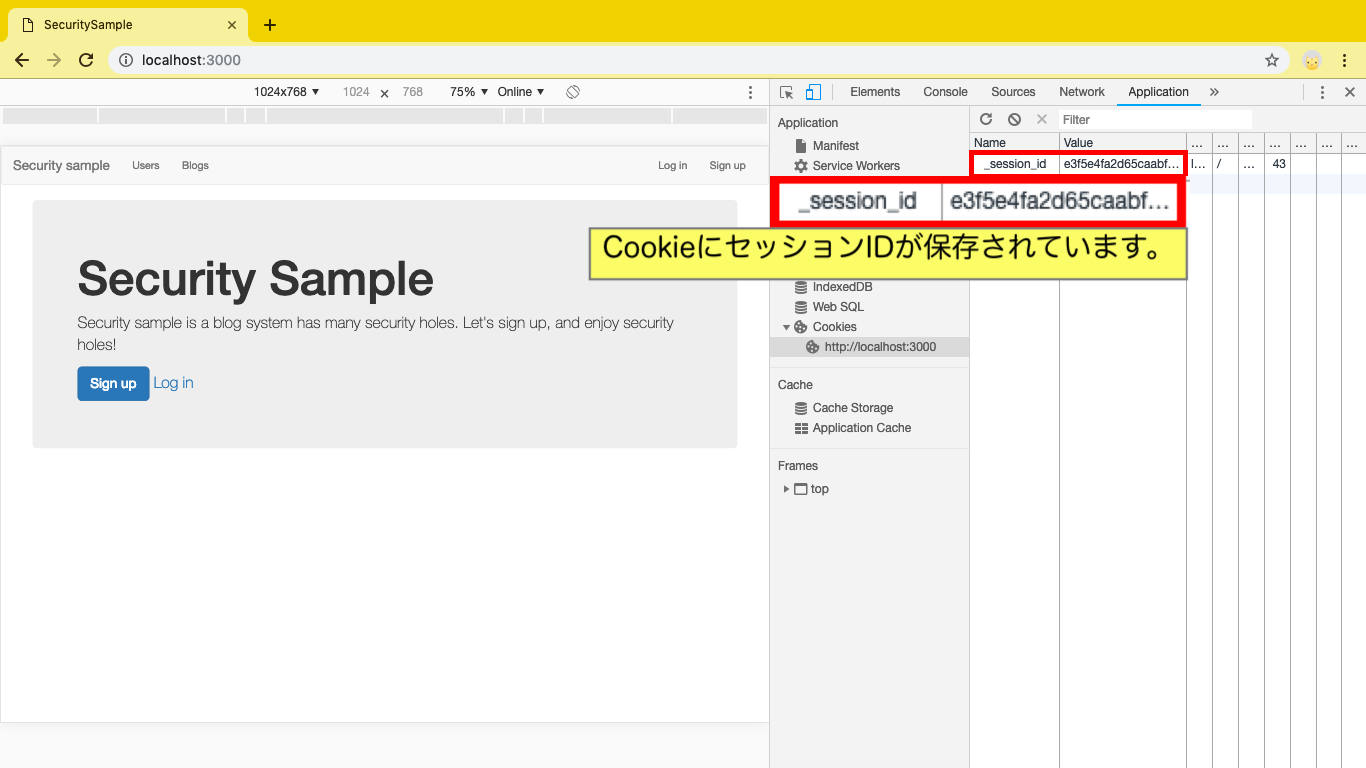 SecuritySample
localhost:3000
1024x768 ▼ 1024 × 768 75% ▼ Online ▼
Elements Console Sources Network Application »
Security sample Users Blogs Log in Sign up
Security Sample
Security sample is a blog system has many security holes. Let's sign up, and enjoy security
holes!
Sign up Log in
Application
Manifest
Service Workers
IndexedDB
Web SQL
Cookies
http://localhost:3000
Cache
Cache Storage
Application Cache
Frames
top
Filter
Name Value ... ... ... ... ... ... ...
_session_id e3f5e4fa2d65caabf... l... / ... 43
_session_id e3f5e4fa2d65caabf...
CookieにセッションIDが保存されています。